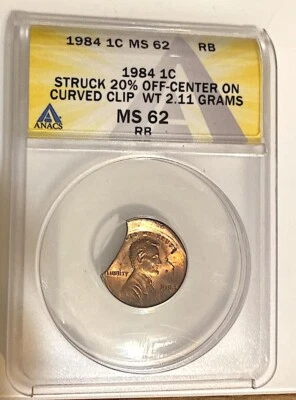 1984 1C MS 62 RB
1984 1C
STRUCK 20% OFF-CENTER ON
CURVED CLIP WT 2.11 GRAMS
MS 62
RB
ANACS
LIBERTY